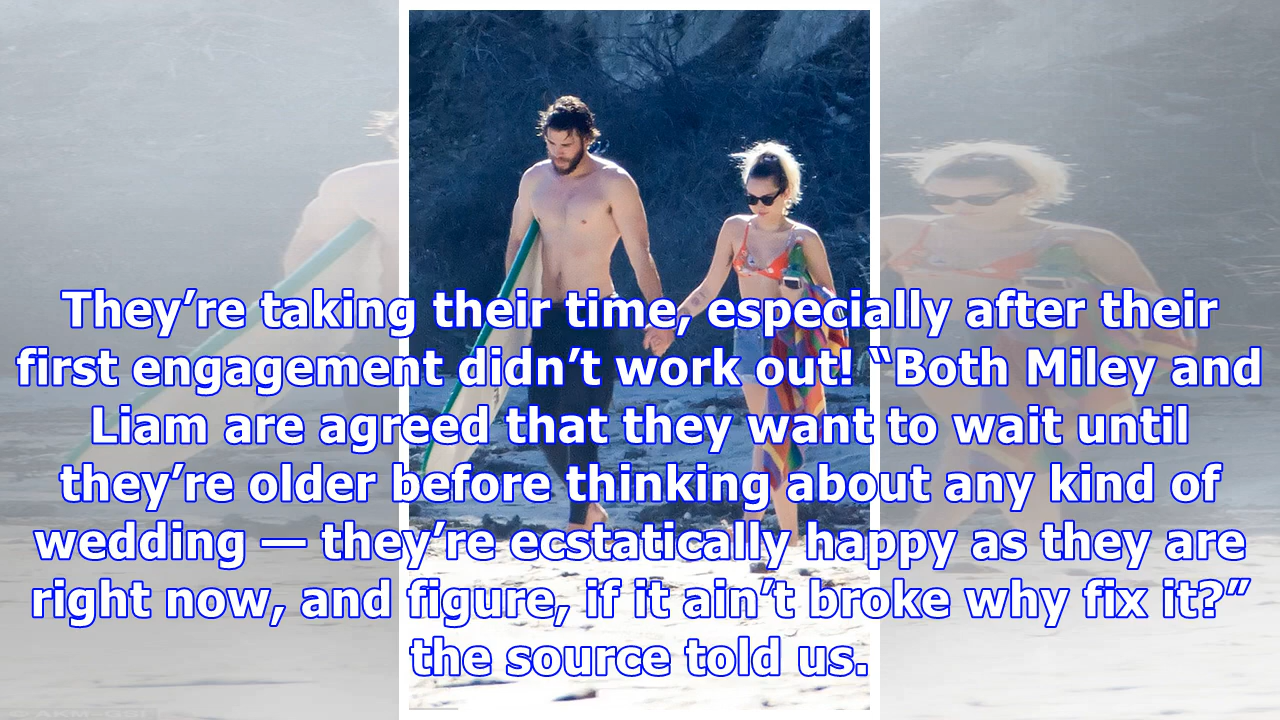 They’re taking their time, especially after their
first engagement didn’t work out! “Both Miley and
Liam are agreed that they want to wait until
they’re older before thinking about any kind of
wedding — they’re ecstatically happy as they are
right now, and figure, if it ain’t broke why fix it?”
the source told us.